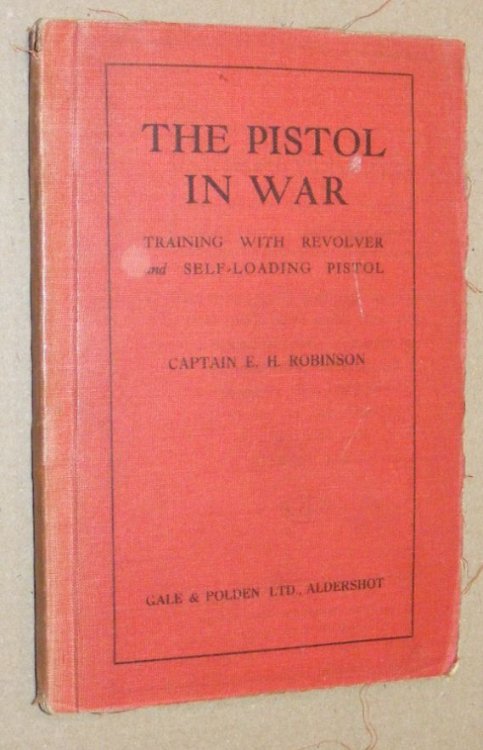 THE PISTOL
IN WAR
TRAINING WITH REVOLVER
and SELF-LOADING PISTOL
CAPTAIN E. H. ROBINSON
GALE & POLDEN LTD., ALDERSHOT